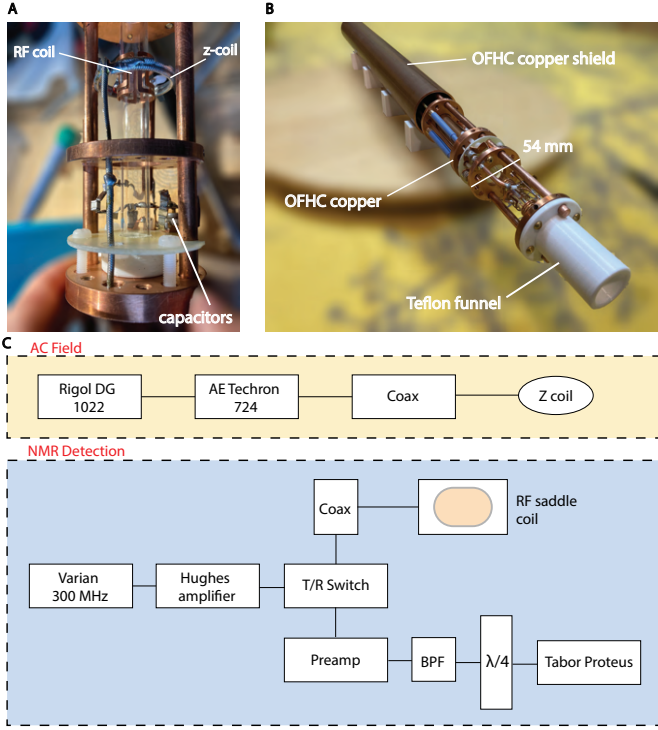 A
RF coil
z-coil
capacitors
B
OFHC copper shield
54 mm
OFHC copper
Teflon funnel
C
AC Field
Rigol DG
1022
AE Techron
724
Coax
Z coil
NMR Detection
Coax
RF saddle
coil
Varian
300 MHz
Hughes
amplifier
T/R Switch
Preamp
BPF
λ/4
Tabor Proteus